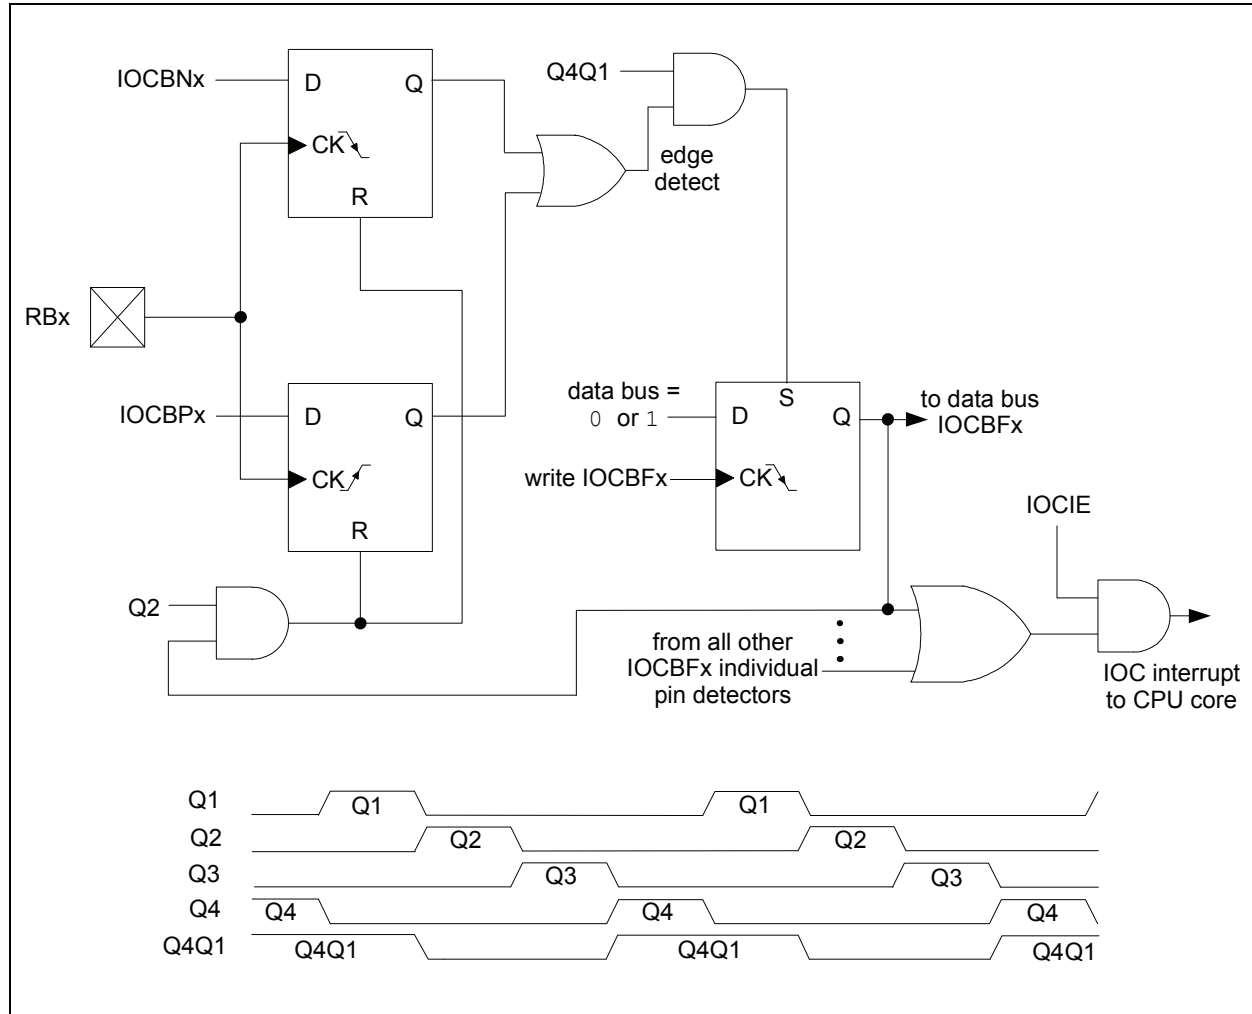 IOCBNx
D
Q
CK
R
Q4Q1
edge
detect
RBx
IOCBPx
D
Q
CK
R
data bus =
0 or 1
S
D
Q
to data bus
IOCBFx
write IOCBFx
CK
IOCIE
Q2
from all other
IOCBFx individual
pin detectors
IOC interrupt
to CPU core
Q1
Q1
Q1
Q2
Q2
Q2
Q3
Q3
Q3
Q4
Q4
Q4
Q4
Q4Q1
Q4Q1
Q4Q1
Q4Q1